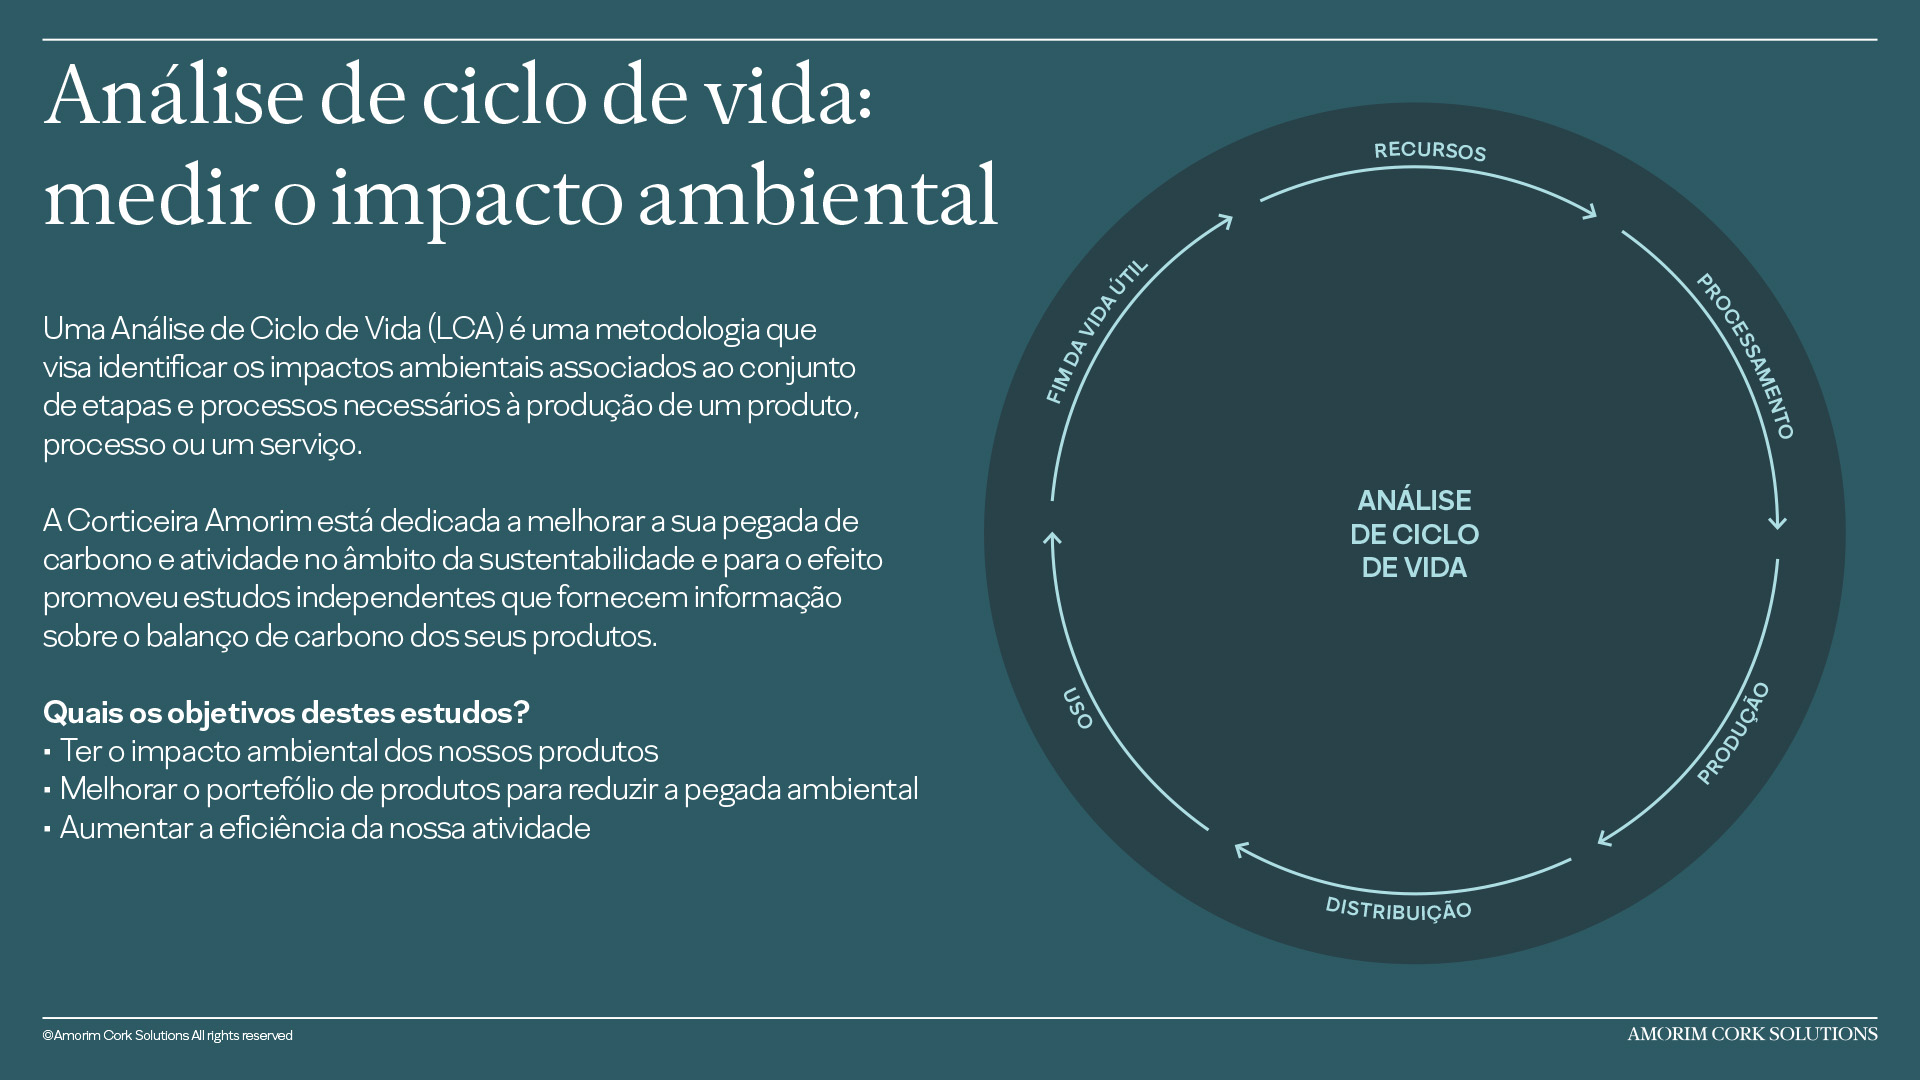 Análise de ciclo de vida:
medir o impacto ambiental
Uma Análise de Ciclo de Vida (LCA) é uma metodologia que
visa identificar os impactos ambientais associados ao conjunto
de etapas e processos necessários à produção de um produto,
processo ou um serviço.
A Corticeira Amorim está dedicada a melhorar a sua pegada de
carbono e atividade no âmbito da sustentabilidade e para o efeito
promoveu estudos independentes que fornecem informação
sobre o balanço de carbono dos seus produtos.
Quais os objetivos destes estudos?
• Ter o impacto ambiental dos nossos produtos
• Melhorar o portefólio de produtos para reduzir a pegada ambiental
• Aumentar a eficiência da nossa atividade
RECURSOS
PROCESSAMENTO
PRODUÇÃO
DISTRIBUIÇÃO
USO
FIM DA VIDA ÚTIL
ANÁLISE
DE CICLO
DE VIDA
©Amorim Cork Solutions All rights reserved
AMORIM CORK SOLUTIONS